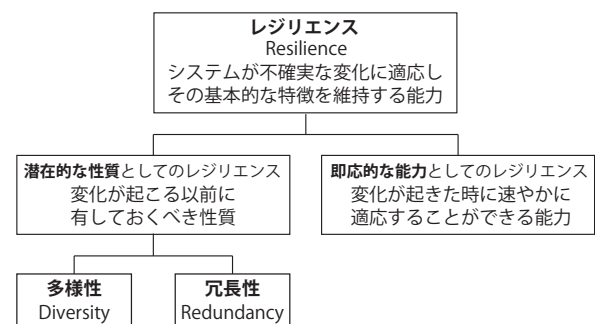 レジリエンス
Resilience
システムが不確実な変化に適応し
その基本的な特徴を維持する能力
潜在的な性質としてのレジリエンス
変化が起こる以前に
有しておくべき性質
即応的な能力としてのレジリエンス
変化が起きた時に速やかに
適応することができる能力
多様性
Diversity
冗長性
Redundancy